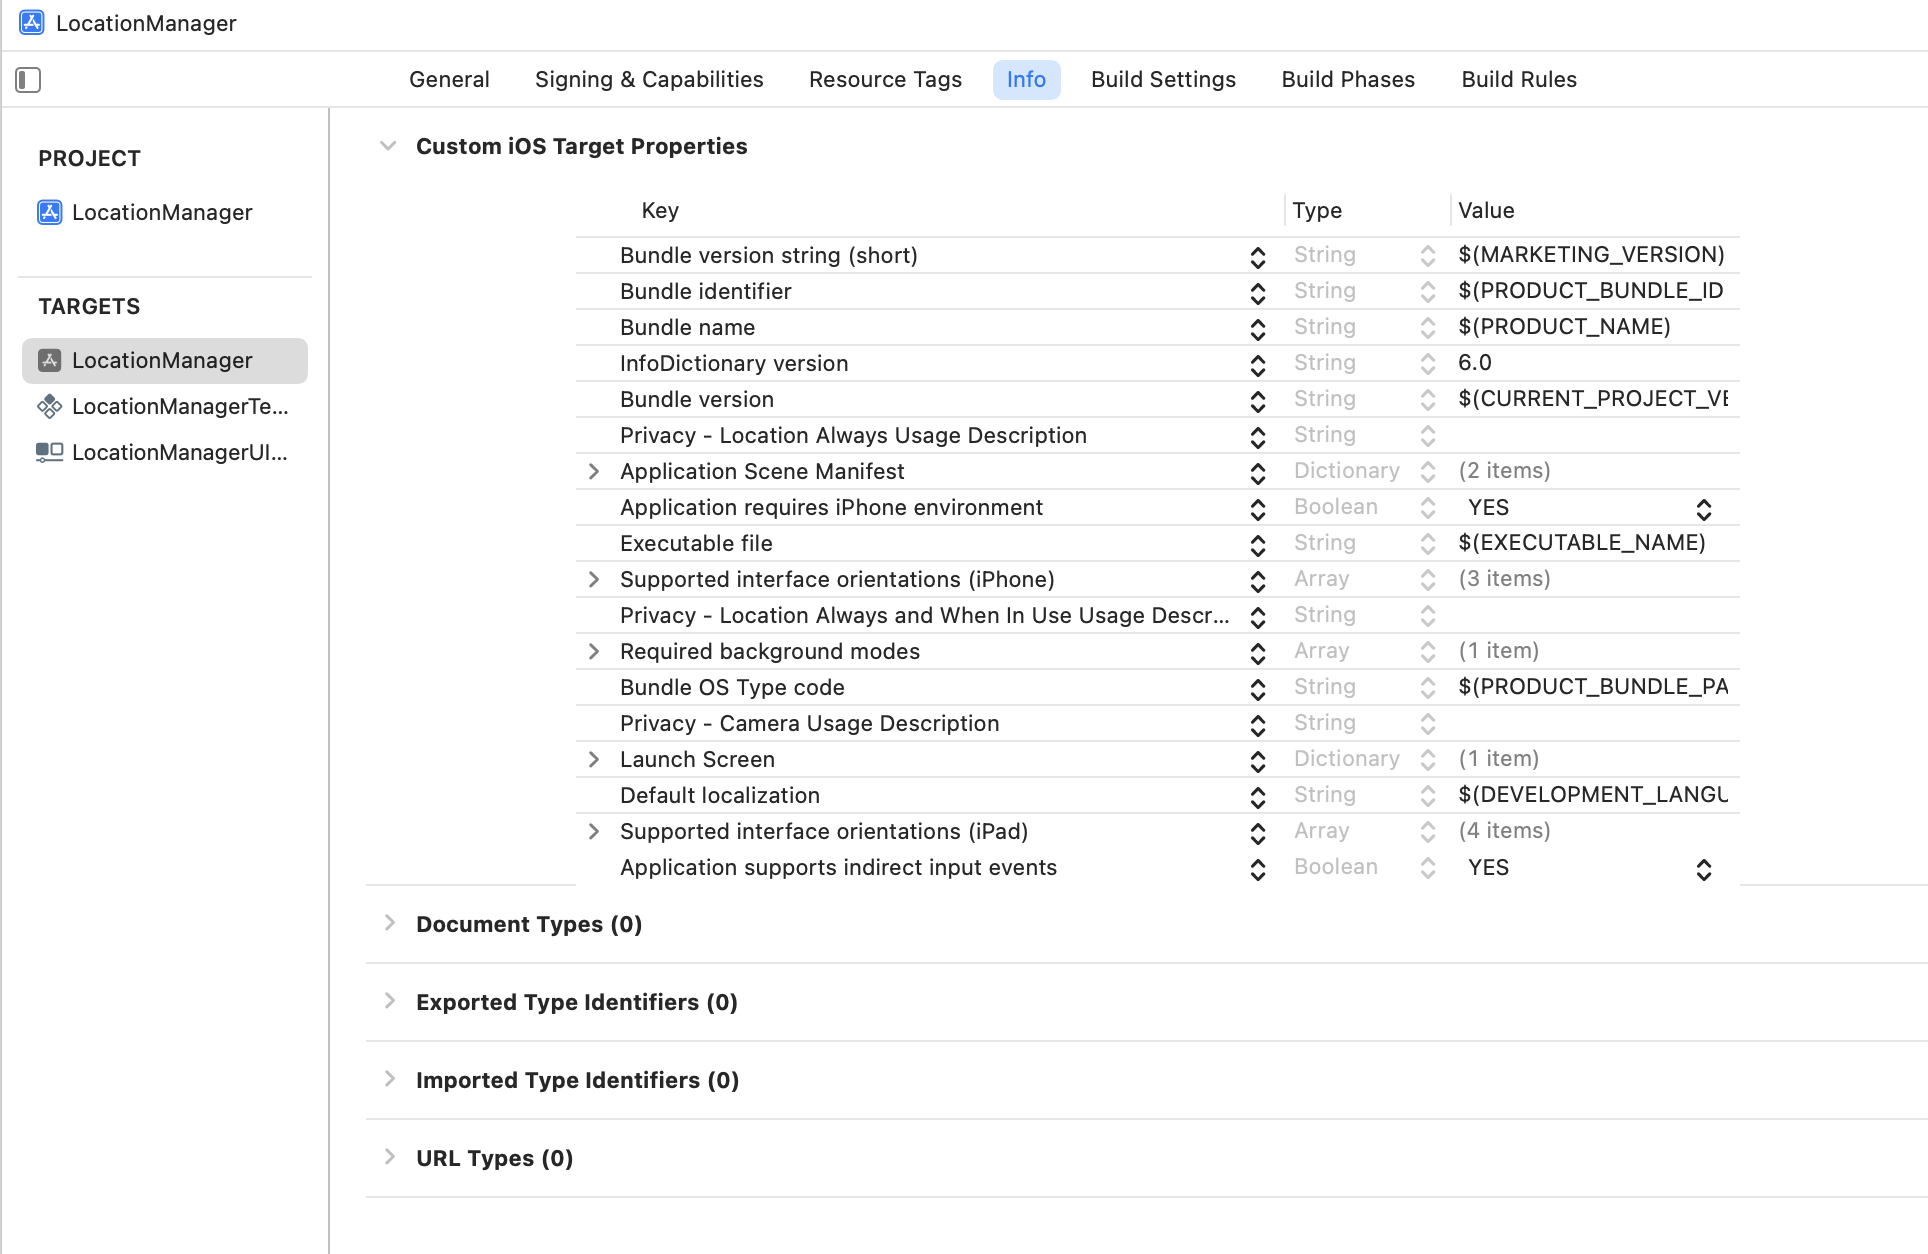 LocationManager
General Signing & Capabilities Resource Tags Info Build Settings Build Phases Build Rules
PROJECT
LocationManager
TARGETS
LocationManager
LocationManagerTe...
LocationManagerUI...
Custom iOS Target Properties
Key Type Value
Bundle version string (short) String $(MARKETING_VERSION)
Bundle identifier String $(PRODUCT_BUNDLE_ID
Bundle name String $(PRODUCT_NAME)
InfoDictionary version String 6.0
Bundle version String $(CURRENT_PROJECT_VE
Privacy - Location Always Usage Description String
Application Scene Manifest Dictionary (2 items)
Application requires iPhone environment Boolean YES
Executable file String $(EXECUTABLE_NAME)
Supported interface orientations (iPhone) Array (3 items)
Privacy - Location Always and When In Use Usage Descr... String
Required background modes Array (1 item)
Bundle OS Type code String $(PRODUCT_BUNDLE_PA
Privacy - Camera Usage Description String
Launch Screen Dictionary (1 item)
Default localization String $(DEVELOPMENT_LANGU
Supported interface orientations (iPad) Array (4 items)
Application supports indirect input events Boolean YES
Document Types (0)
Exported Type Identifiers (0)
Imported Type Identifiers (0)
URL Types (0)